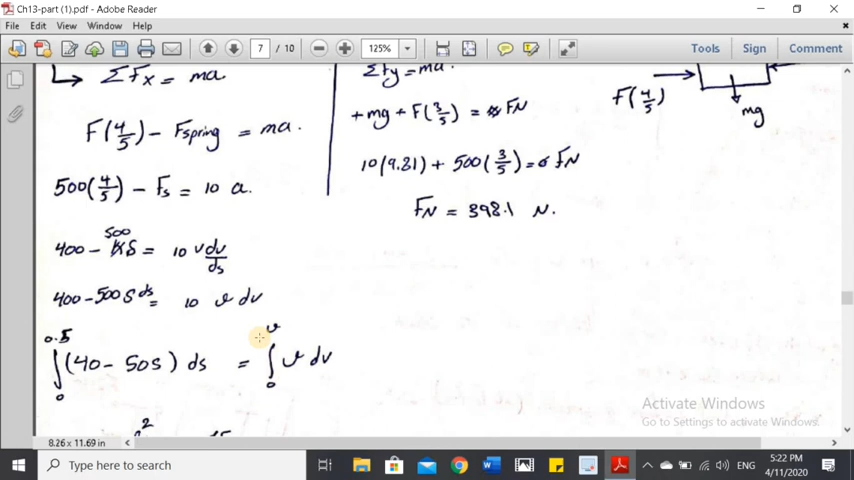 Ch13-part (1).pdf - Adobe Reader
File Edit View Window Help
7 / 10 125% Tools Sign Comment
ΣFx = ma
F(4/5) - Fspring = ma.
500(4/5) - Fs = 10 a.
500
400 - KS = 10 vdv/ds
400-500S ds = 10 v dv
0.5 v
∫(40 - 50S) ds = ∫ v dv
0 0
2
ΣFy = ma.
+mg + F(3/5) = FN
10(9.81) + 500(3/5) = FN
FN = 398.1 N.
F(4/5)
mg
Activate Windows
Go to Settings to activate Windows.
8.26 x 11.69 in
Type here to search
ENG
5:22 PM
4/11/2020